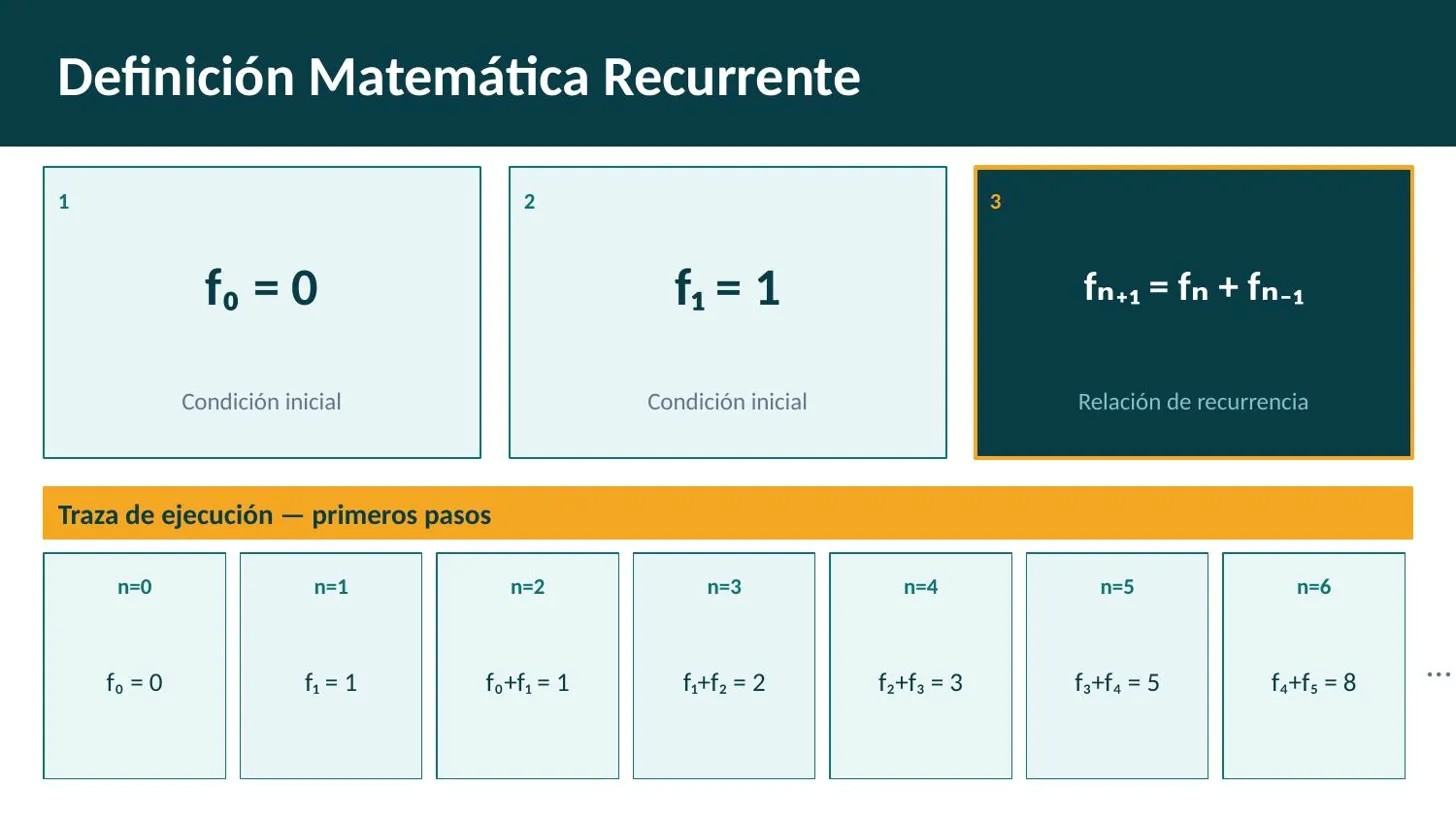 Definición Matemática Recurrente
1
f₀ = 0
Condición inicial
2
f₁ = 1
Condición inicial
3
fₙ₊₁ = fₙ + fₙ₋₁
Relación de recurrencia
Traza de ejecución — primeros pasos
n=0
f₀ = 0
n=1
f₁ = 1
n=2
f₀+f₁ = 1
n=3
f₁+f₂ = 2
n=4
f₂+f₃ = 3
n=5
f₃+f₄ = 5
n=6
f₄+f₅ = 8
…